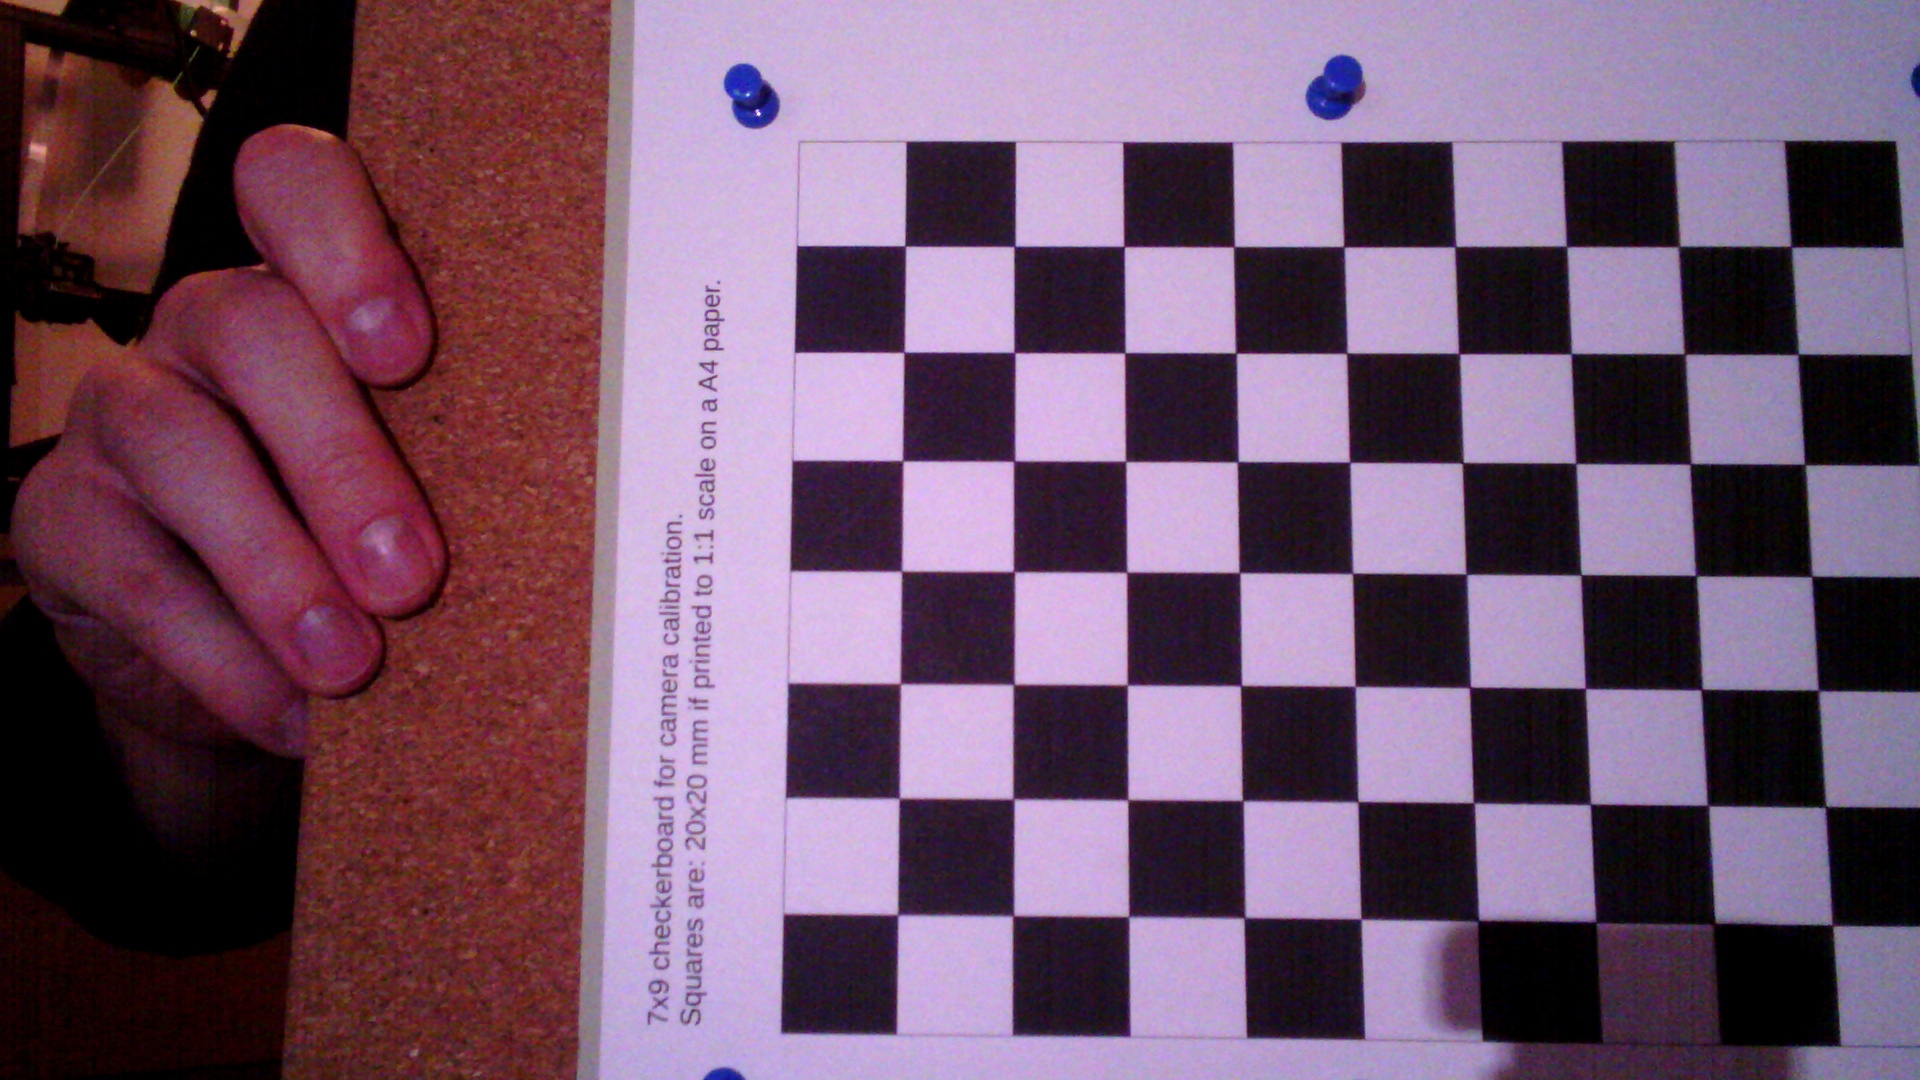 7x9 checkerboard for camera calibration.
Squares are: 20x20 mm if printed to 1:1 scale on a A4 paper.